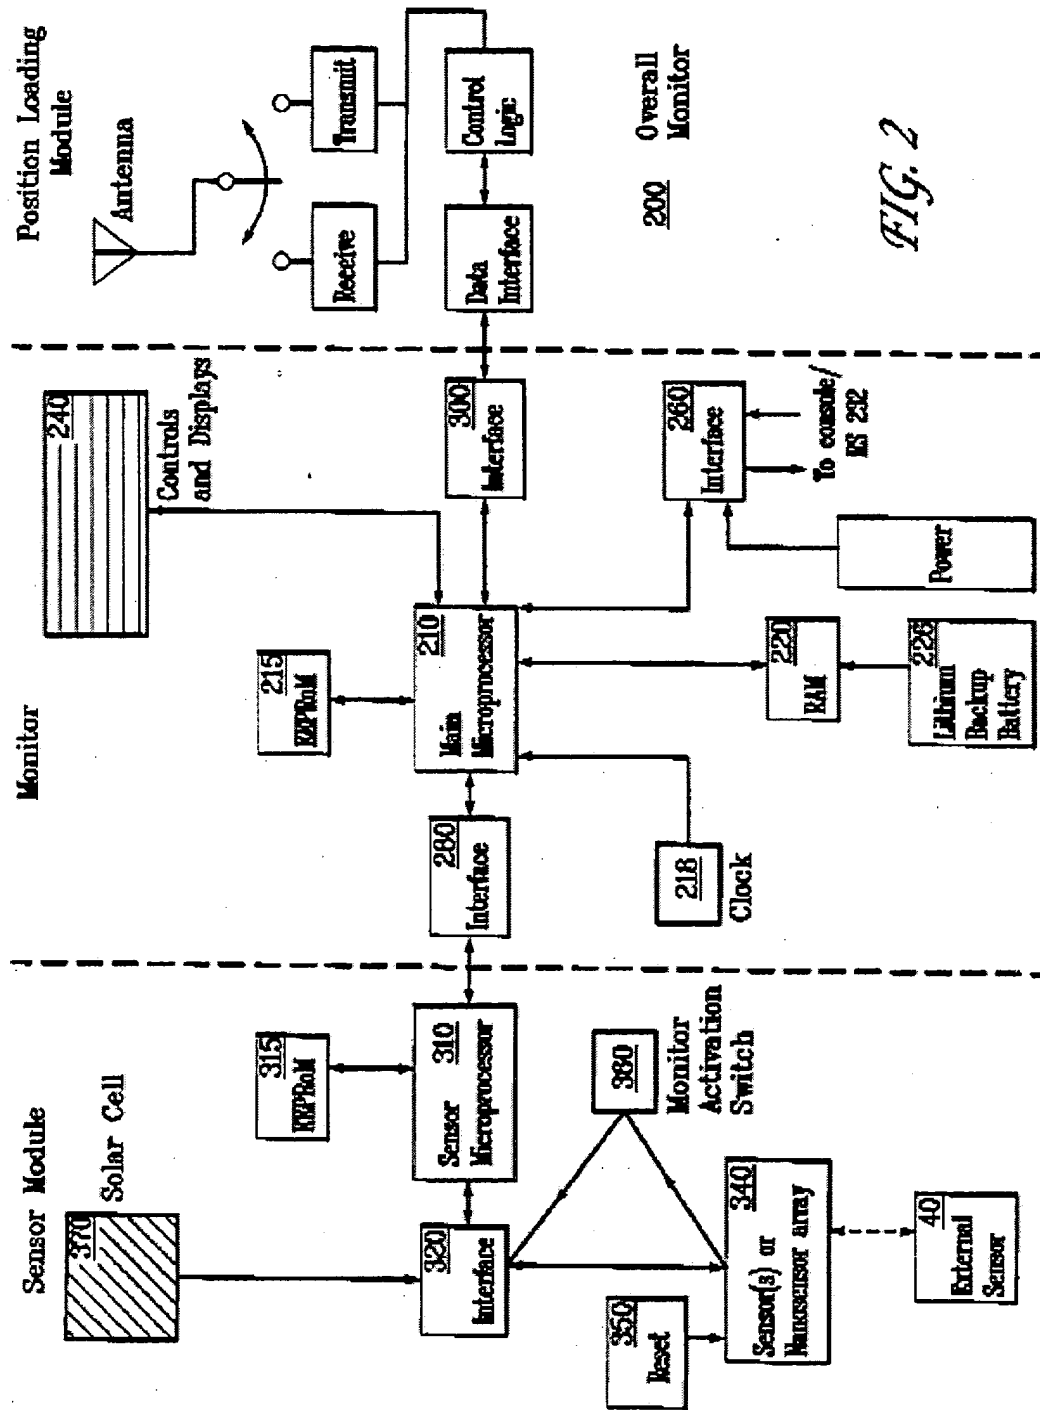 Sensor Module
Monitor
Position Loading
Module
370
Solar Cell
240
Controls
and Displays
Antenna
315
EEPRoM
215
EEPRoM
Receive
Transmit
320
Interface
310
Sensor
Microprocessor
280
Interface
210
Main
Microprocessor
300
Interface
Data
Interface
Control
Logic
350
Reset
380
Monitor
Activation
Switch
218
Clock
260
Interface
To console/
RS 232
200
Overall
Monitor
340
Sensor(s) or
Nanosensor array
220
RAM
Power
40
External
Sensor
226
Lithium
Backup
Battery
FIG. 2